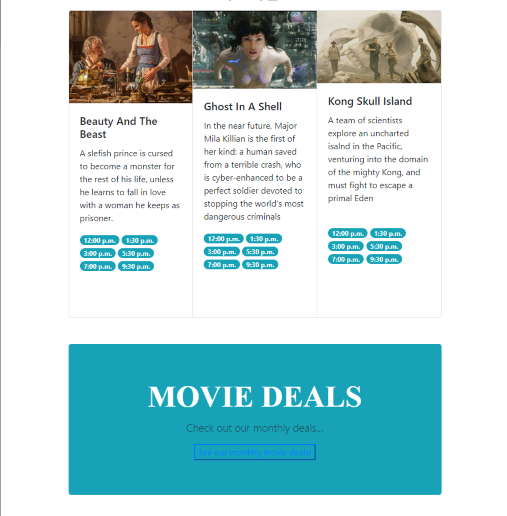 Beauty And The
Beast
A slefish prince is cursed
to become a monster for
the rest of his life, unless
he learns to fall in love
with a woman he keeps as
prisoner.
12:00 p.m. 1:30 p.m.
3:00 p.m. 5:30 p.m.
7:00 p.m. 9:30 p.m.
Ghost In A Shell
In the near future, Major
Mila Killian is the first of
her kind: a human saved
from a terrible crash, who
is cyber-enhanced to be a
perfect soldier devoted to
stopping the world's most
dangerous criminals
12:00 p.m. 1:30 p.m.
3:00 p.m. 5:30 p.m.
7:00 p.m. 9:30 p.m.
Kong Skull Island
A team of scientists
explore an uncharted
isalnd in the Pacific,
venturing into the domain
of the mighty Kong, and
must fight to escape a
primal Eden
12:00 p.m. 1:30 p.m.
3:00 p.m. 5:30 p.m.
7:00 p.m. 9:30 p.m.
MOVIE DEALS
Check out our monthly deals...
See our monthly movie deals!